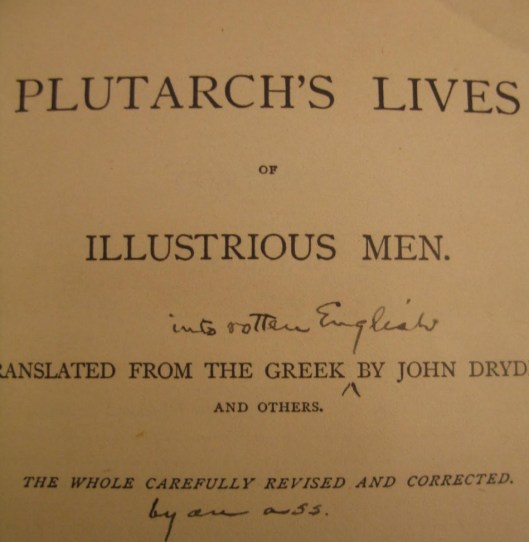 PLUTARCH'S LIVES
OF
ILLUSTRIOUS MEN.
into rotten English
RANSLATED FROM THE GREEK ^ BY JOHN DRYD
AND OTHERS.
THE WHOLE CAREFULLY REVISED AND CORRECTED.
by an ass.